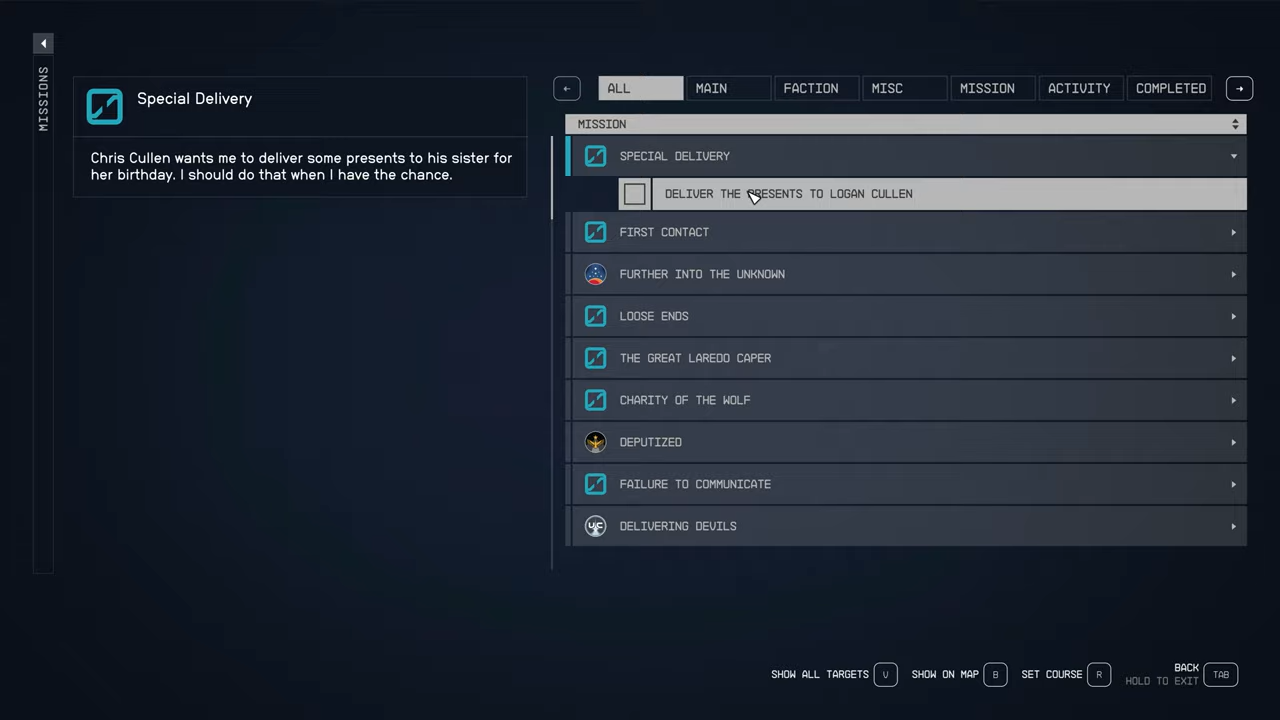 MISSIONS
Special Delivery
Chris Cullen wants me to deliver some presents to his sister for
her birthday. I should do that when I have the chance.
ALL MAIN FACTION MISC MISSION ACTIVITY COMPLETED
MISSION
SPECIAL DELIVERY
DELIVER THE PRESENTS TO LOGAN CULLEN
FIRST CONTACT
FURTHER INTO THE UNKNOWN
LOOSE ENDS
THE GREAT LAREDO CAPER
CHARITY OF THE WOLF
DEPUTIZED
FAILURE TO COMMUNICATE
UC
DELIVERING DEVILS
SHOW ALL TARGETS V SHOW ON MAP B SET COURSE R BACK
HOLD TO EXIT TAB